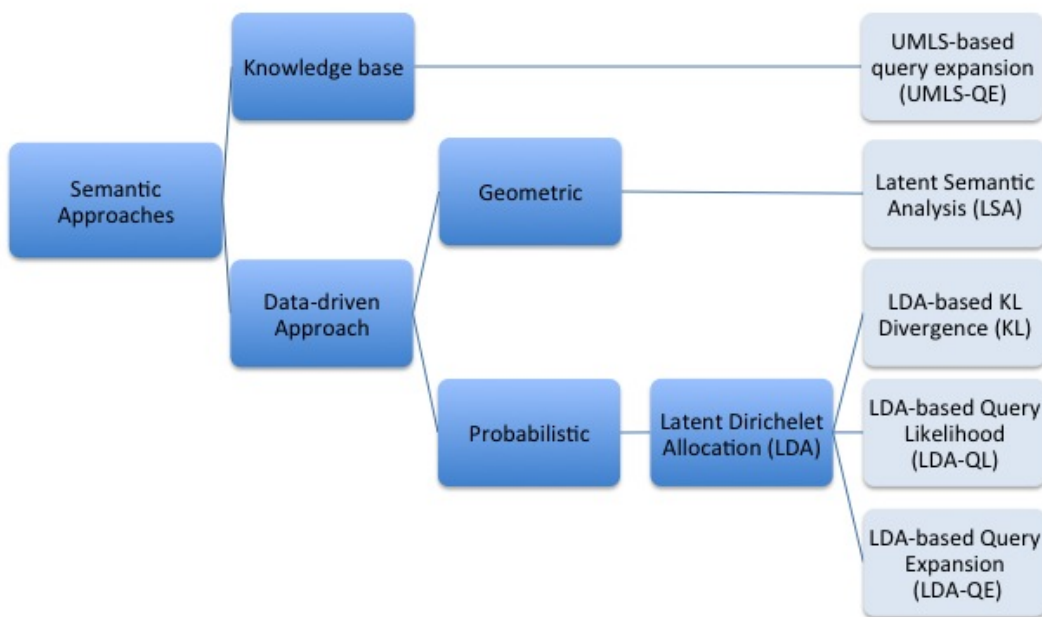 Semantic
Approaches
Knowledge base
Data-driven
Approach
Geometric
Probabilistic
Latent Dirichelet
Allocation (LDA)
UMLS-based
query expansion
(UMLS-QE)
Latent Semantic
Analysis (LSA)
LDA-based KL
Divergence (KL)
LDA-based Query
Likelihood
(LDA-QL)
LDA-based Query
Expansion
(LDA-QE)